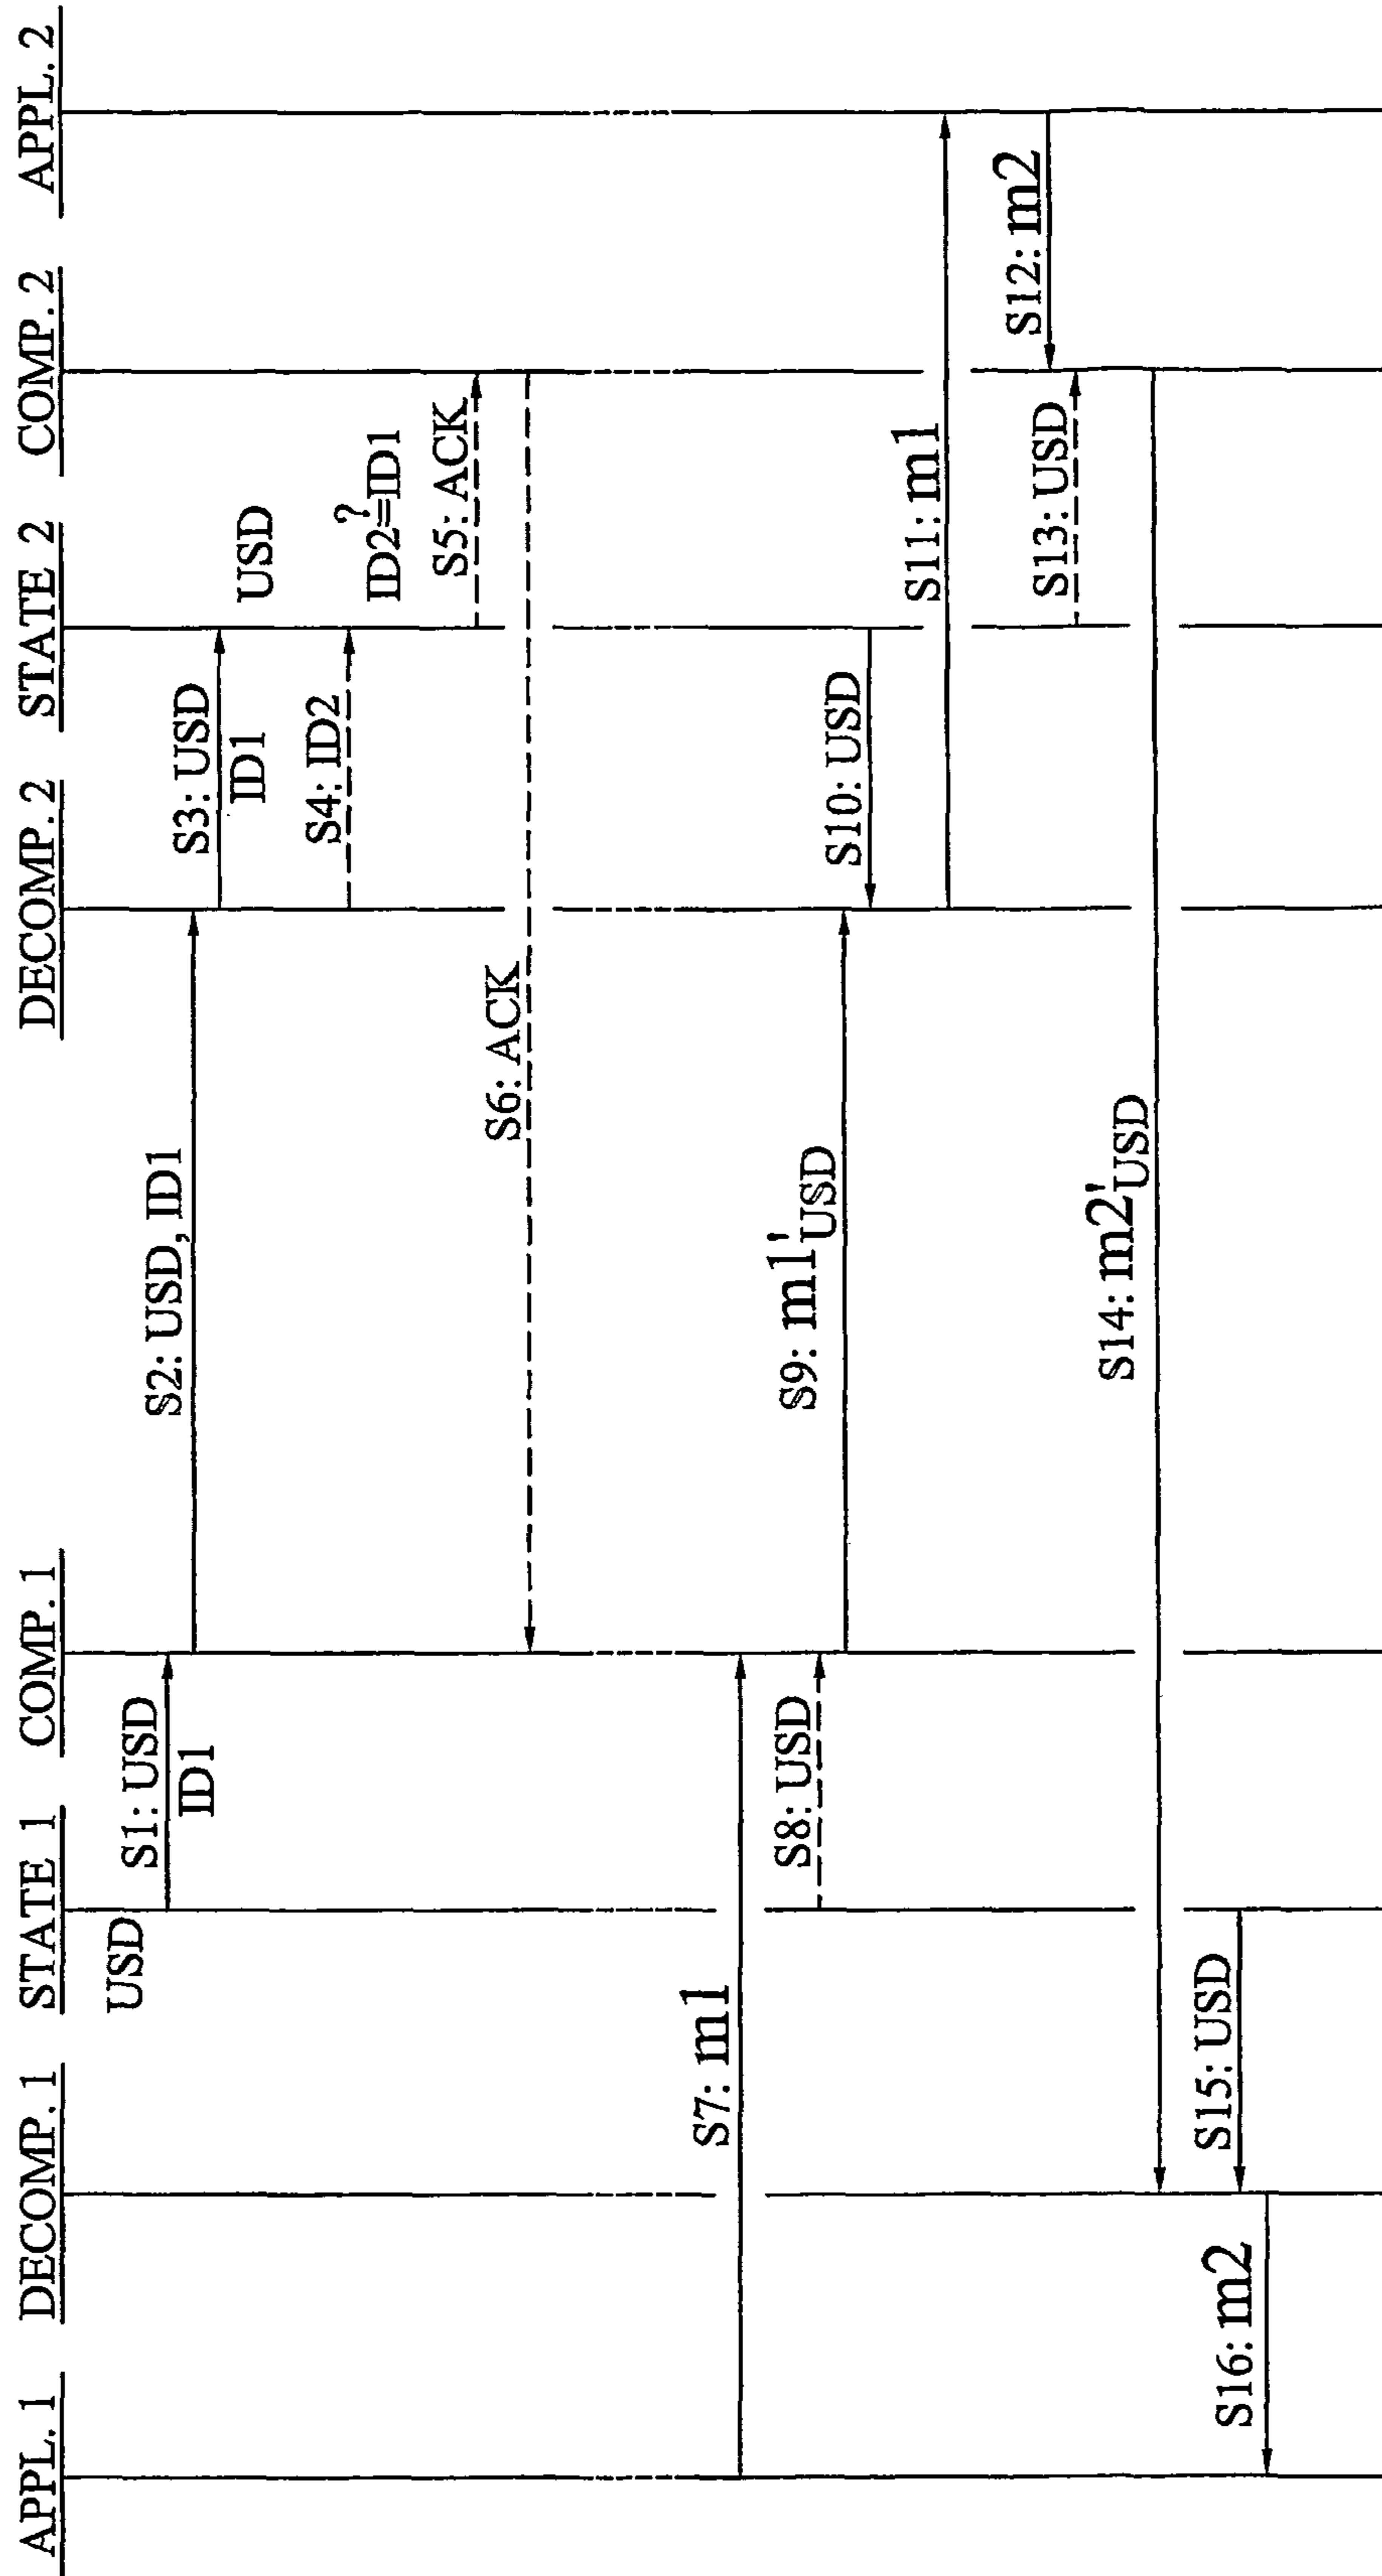 APPL. 1
DECOMP. 1
STATE 1
COMP. 1
DECOMP. 2
STATE 2
COMP. 2
APPL. 2
USD
S1: USD
ID1
S2: USD, ID1
S3: USD
ID1
USD
S4: ID2
ID2?=ID1
S5: ACK
S6: ACK
S7: m1
S8: USD
S9: m1'USD
S10: USD
S11: m1
S12: m2
S13: USD
S14: m2'USD
S15: USD
S16: m2